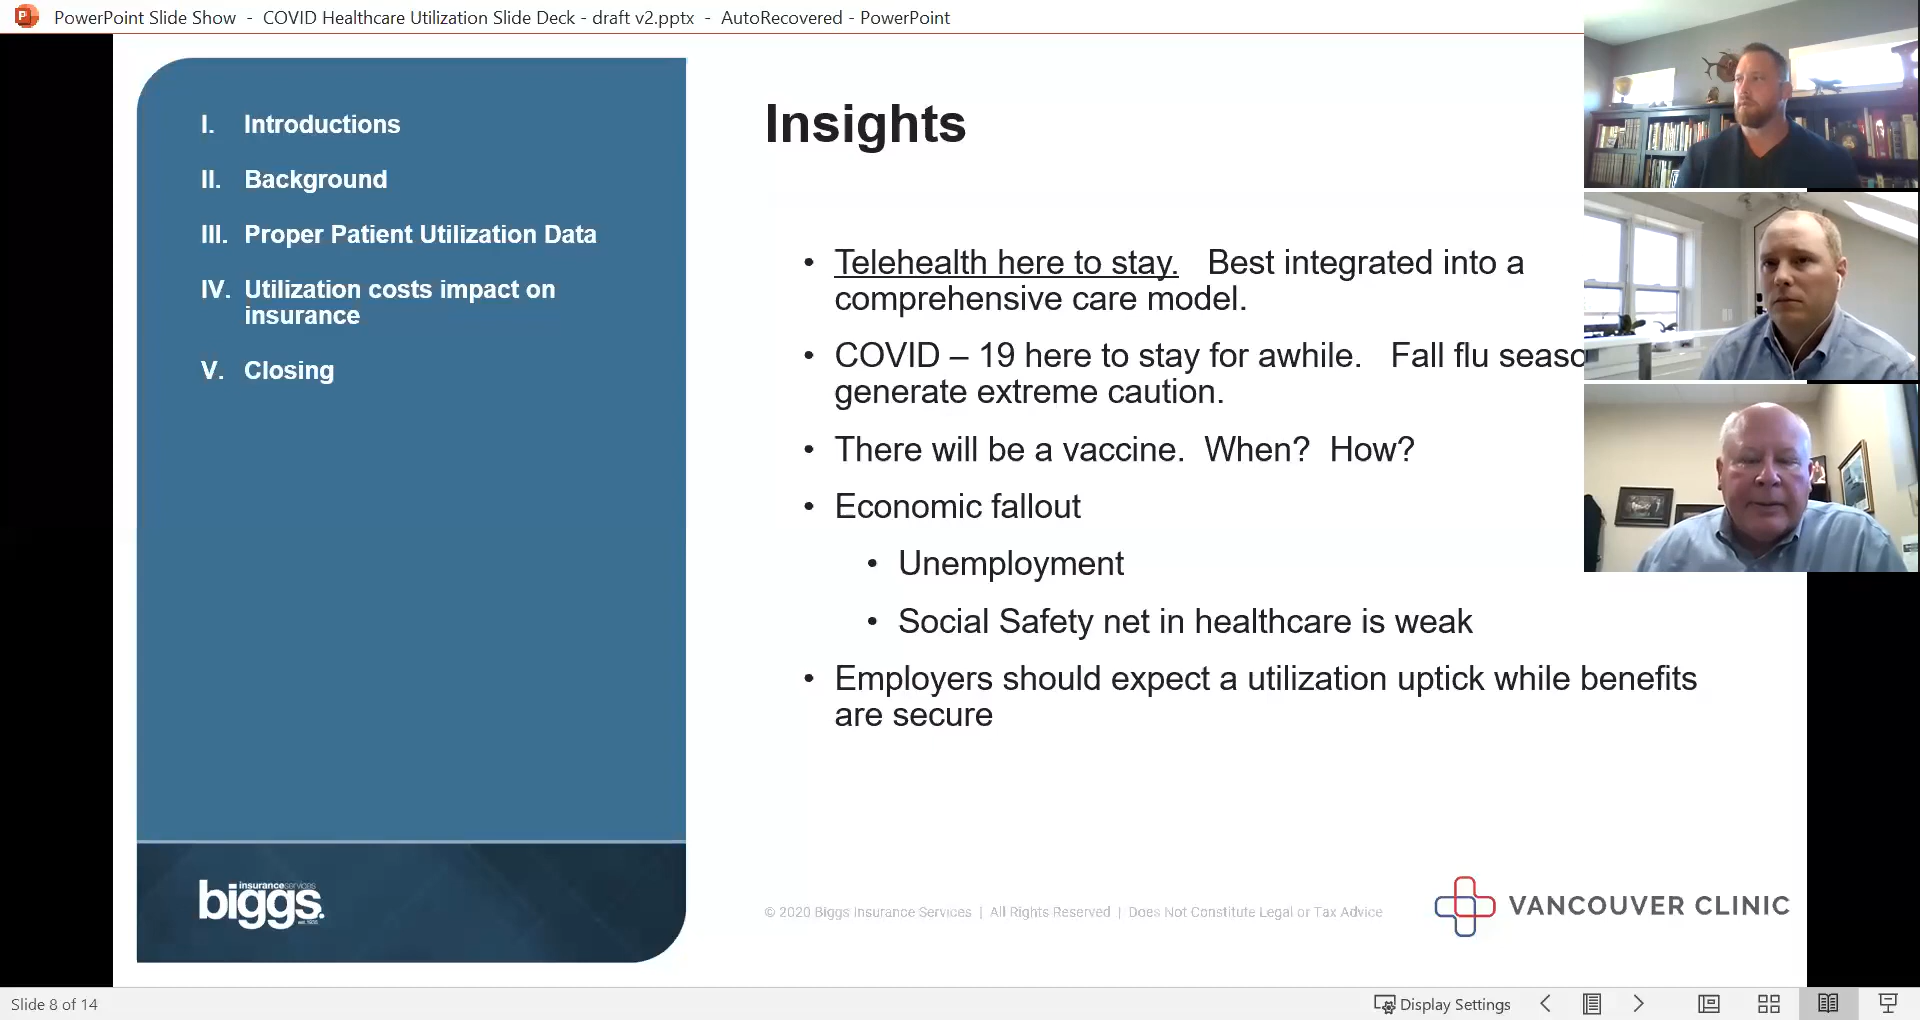 PowerPoint Slide Show - COVID Healthcare Utilization Slide Deck - draft v2.pptx - AutoRecovered - PowerPoint
I. Introductions
II. Background
III. Proper Patient Utilization Data
IV. Utilization costs impact on
insurance
V. Closing
insuranceservices
biggs.
Insights
• Telehealth here to stay. Best integrated into a
comprehensive care model.
• COVID – 19 here to stay for awhile. Fall flu seaso
generate extreme caution.
• There will be a vaccine. When? How?
• Economic fallout
• Unemployment
• Social Safety net in healthcare is weak
• Employers should expect a utilization uptick while benefits
are secure
© 2020 Biggs Insurance Services | All Rights Reserved | Does Not Constitute Legal or Tax Advice
VANCOUVER CLINIC
Slide 8 of 14
Display Settings